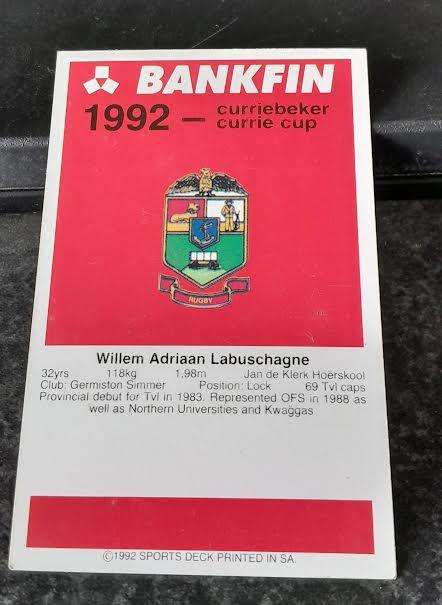 BANKFIN
1992 – curriebeker
currie cup
RUGBY
Willem Adriaan Labuschagne
32yrs 118kg 1,98m Jan de Klerk Hoërskool
Club: Germiston Simmer Position: Lock 69 Tvl caps
Provincial debut for Tvl in 1983. Represented OFS in 1988 as
well as Northern Universities and Kwaggas
©1992 SPORTS DECK PRINTED IN SA.